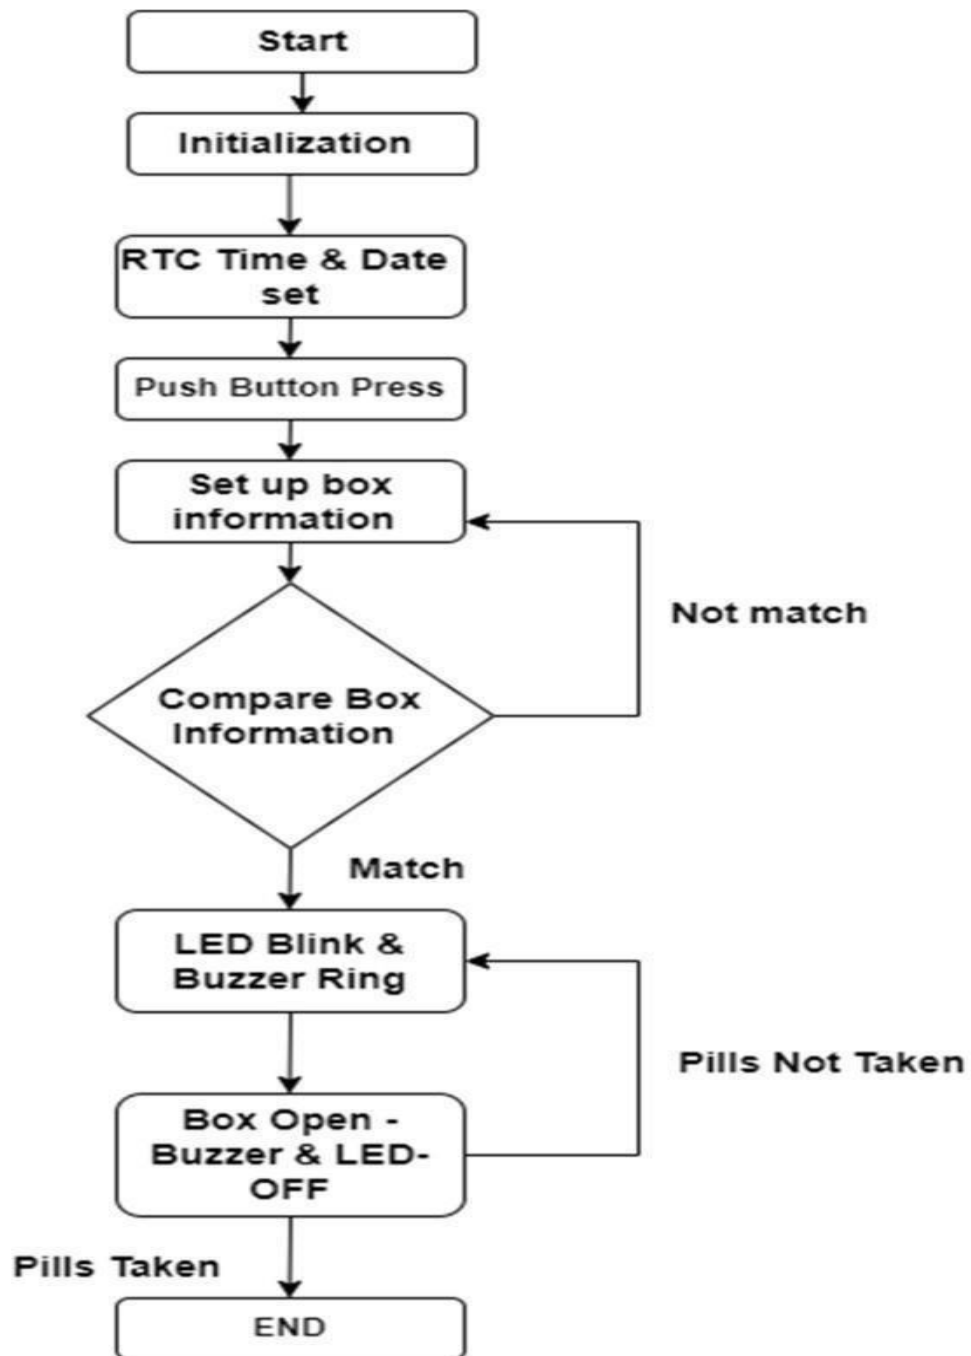 Start
Initialization
RTC Time & Date
set
Push Button Press
Set up box
information
Not match
Compare Box
Information
Match
LED Blink &
Buzzer Ring
Pills Not Taken
Box Open -
Buzzer & LED-
OFF
Pills Taken
END